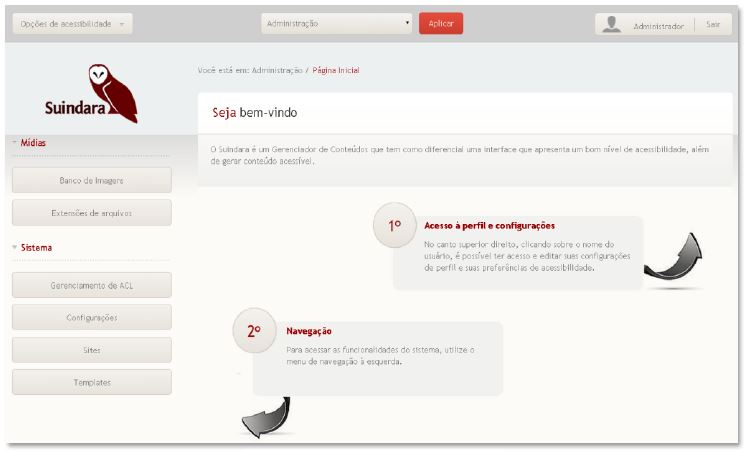 Opções de acessibilidade
Administração
Aplicar
Administrador
Sair
Suindara
Você está em: Administração / Página Inicial
Seja bem-vindo
O Suindara é um Gerenciador de Conteúdos que tem como diferencial uma interface que apresenta um bom nível de acessibilidade, além
de gerar conteúdo acessível.
Mídias
Banco de Imagens
Extensões de arquivos
Sistema
Gerenciamento de ACL
Configurações
Sites
Templates
1º
Acesso à perfil e configurações
No canto superior direito, clicando sobre o nome do
usuário, é possível ter acesso e editar suas configurações
de perfil e suas preferências de acessibilidade.
2º
Navegação
Para acessar as funcionalidades do sistema, utilize o
menu de navegação à esquerda.